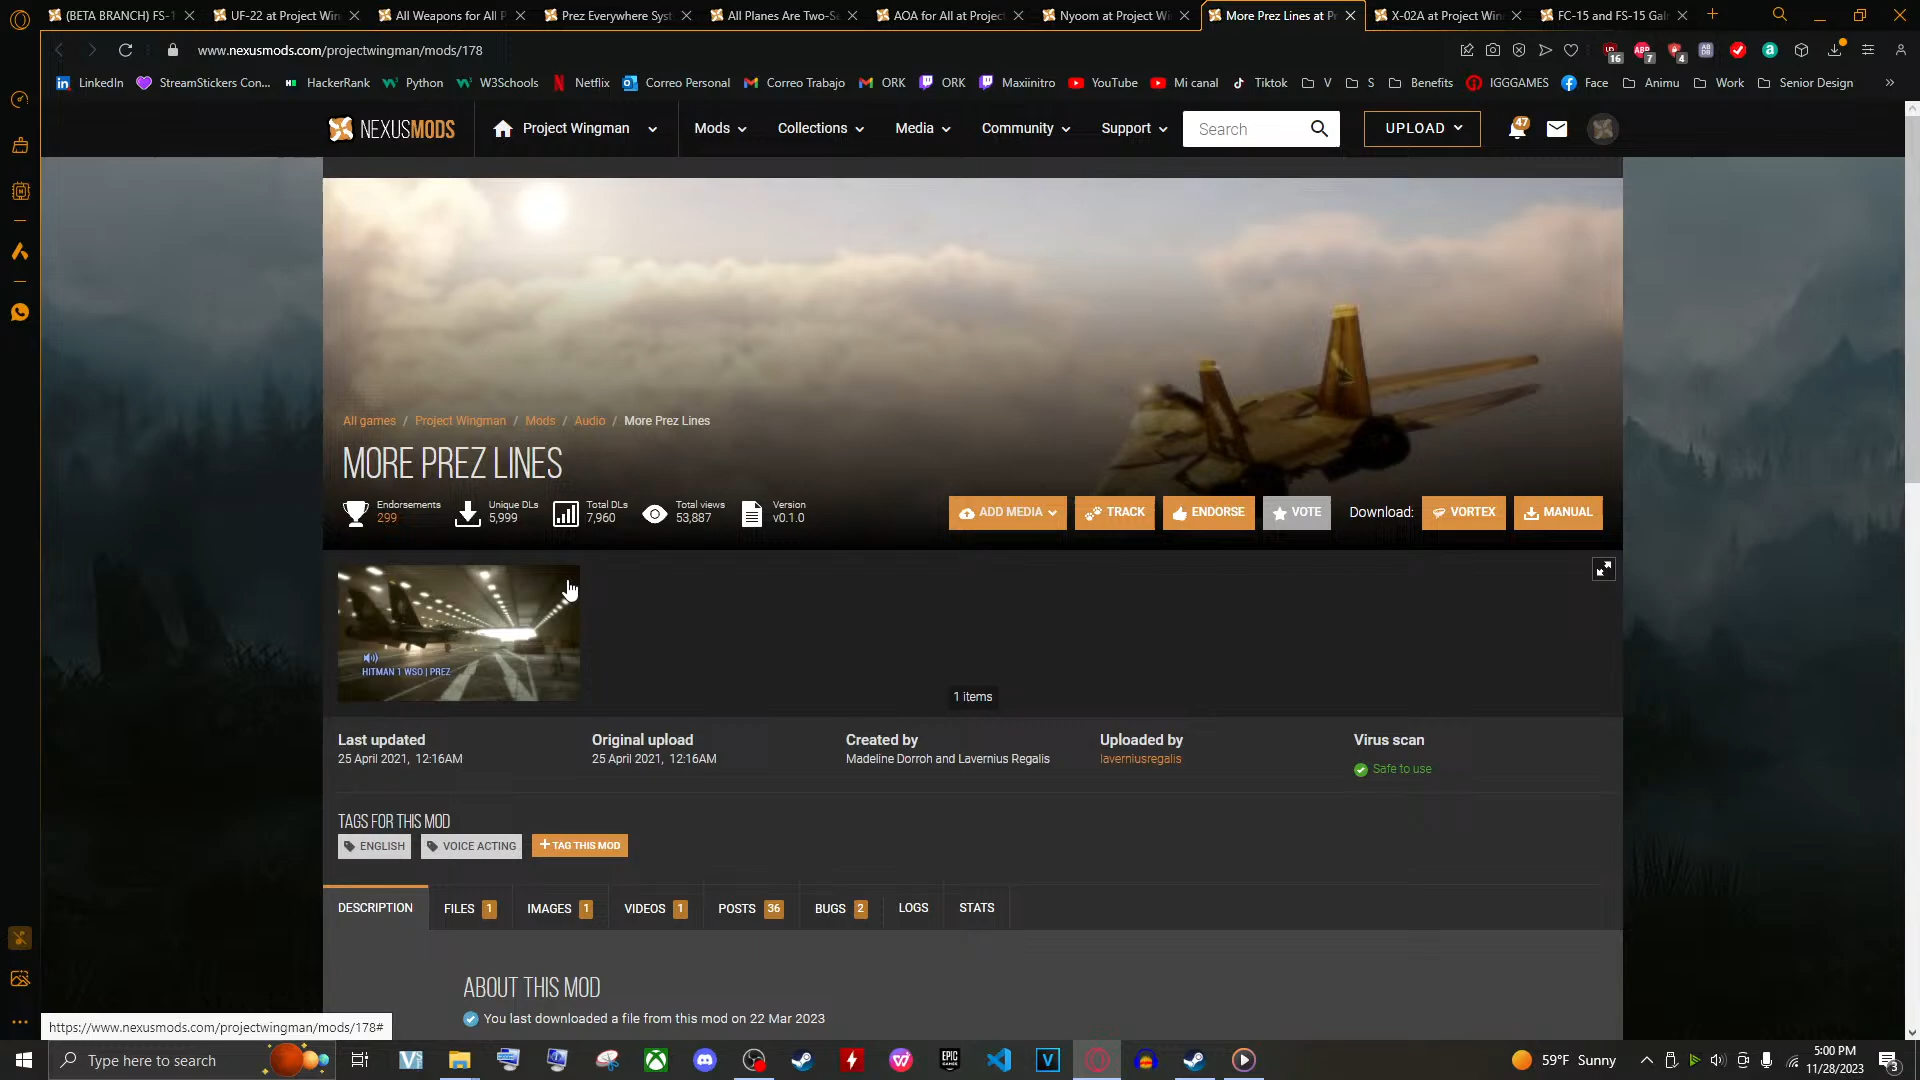 (BETA BRANCH) FS-1
UF-22 at Project Win
All Weapons for All P
Prez Everywhere Syst
All Planes Are Two-Se
AOA for All at Project
Nyoom at Project Wi
More Prez Lines at Pr
X-02A at Project Win
FC-15 and FS-15 Gal
www.nexusmods.com/projectwingman/mods/178
16
7
4
LinkedIn
StreamStickers Con...
HackerRank
Python
W3Schools
Netflix
Correo Personal
Correo Trabajo
ORK
ORK
Maxiinitro
YouTube
Mi canal
Tiktok
V
S
Benefits
IGGGAMES
Face
Animu
Work
Senior Design
NEXUSMODS
Project Wingman
Mods
Collections
Media
Community
Support
Search
UPLOAD
47
All games / Project Wingman / Mods / Audio / More Prez Lines
MORE PREZ LINES
Endorsements
299
Unique DLs
5,999
Total DLs
7,960
Total views
53,887
Version
v0.1.0
ADD MEDIA
TRACK
ENDORSE
VOTE
Download:
VORTEX
MANUAL
HITMAN 1 WSO | PREZ
1 items
Last updated
25 April 2021, 12:16AM
Original upload
25 April 2021, 12:16AM
Created by
Madeline Dorroh and Lavernius Regalis
Uploaded by
laverniusregalis
Virus scan
Safe to use
TAGS FOR THIS MOD
ENGLISH
VOICE ACTING
+ TAG THIS MOD
DESCRIPTION
FILES 1
IMAGES 1
VIDEOS 1
POSTS 36
BUGS 2
LOGS
STATS
ABOUT THIS MOD
You last downloaded a file from this mod on 22 Mar 2023
https://www.nexusmods.com/projectwingman/mods/178#
Type here to search
59°F Sunny
5:00 PM
11/28/2023
3